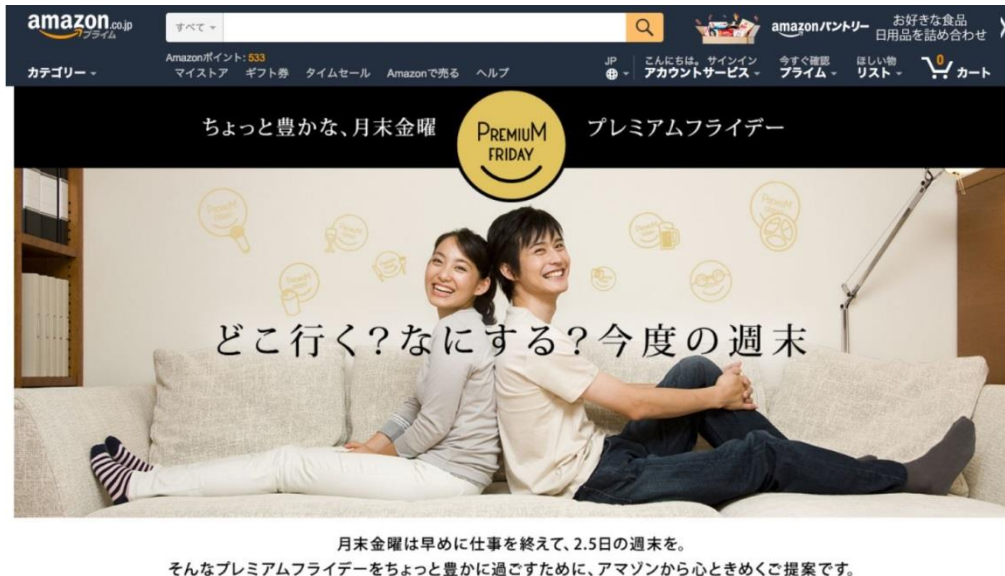 amazon.co.jp
プライム
すべて
amazonパントリー
お好きな食品
日用品を詰め合わせ
カテゴリー
Amazonポイント: 533
マイストア ギフト券 タイムセール Amazonで売る ヘルプ
JP
こんにちは。サインイン
アカウントサービス
今すぐ確認
プライム
ほしい物
リスト
0
カート
ちょっと豊かな、月末金曜
PREMIUM
FRIDAY
プレミアムフライデー
どこ行く?なにする?今度の週末
月末金曜は早めに仕事を終えて、2.5日の週末を。
そんなプレミアムフライデーをちょっと豊かに過ごすために、アマゾンから心ときめくご提案です。